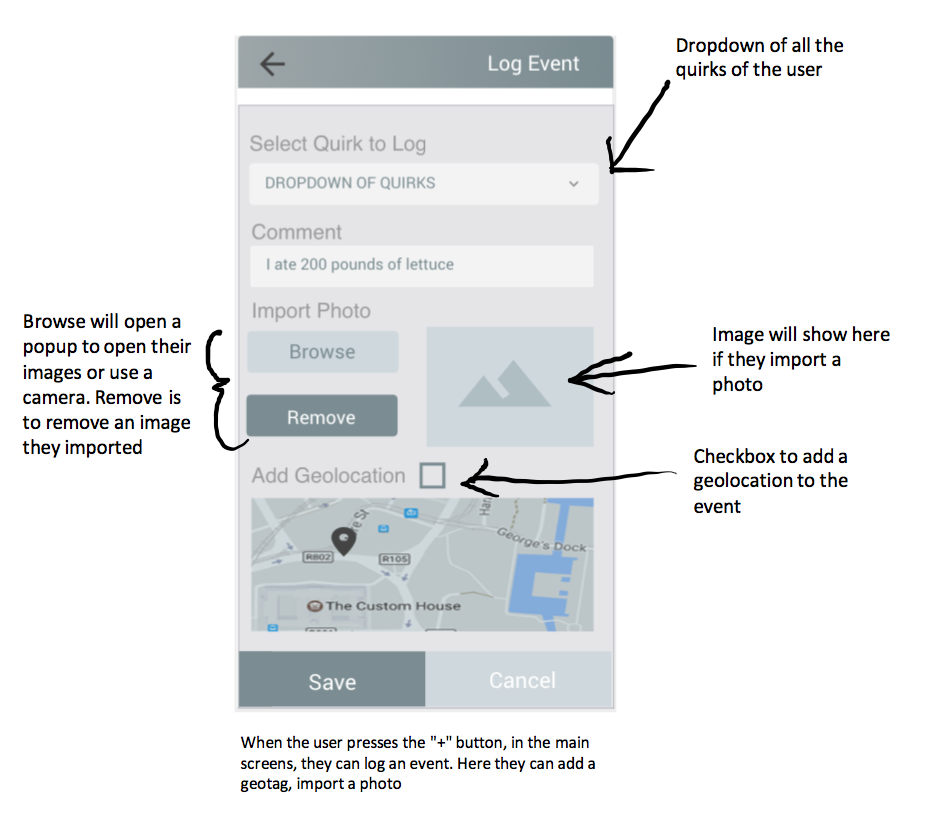 Log Event
Dropdown of all the
quirks of the user
Select Quirk to Log
DROPDOWN OF QUIRKS
Comment
I ate 200 pounds of lettuce
Import Photo
Browse
Remove
Browse will open a
popup to open their
images or use a
camera. Remove is
to remove an image
they imported
Image will show here
if they import a
photo
Add Geolocation
Checkbox to add a
geolocation to the
event
St
Han
George's Dock
R802
R105
The Custom House
Save
Cancel
When the user presses the "+" button, in the main
screens, they can log an event. Here they can add a
geotag, import a photo